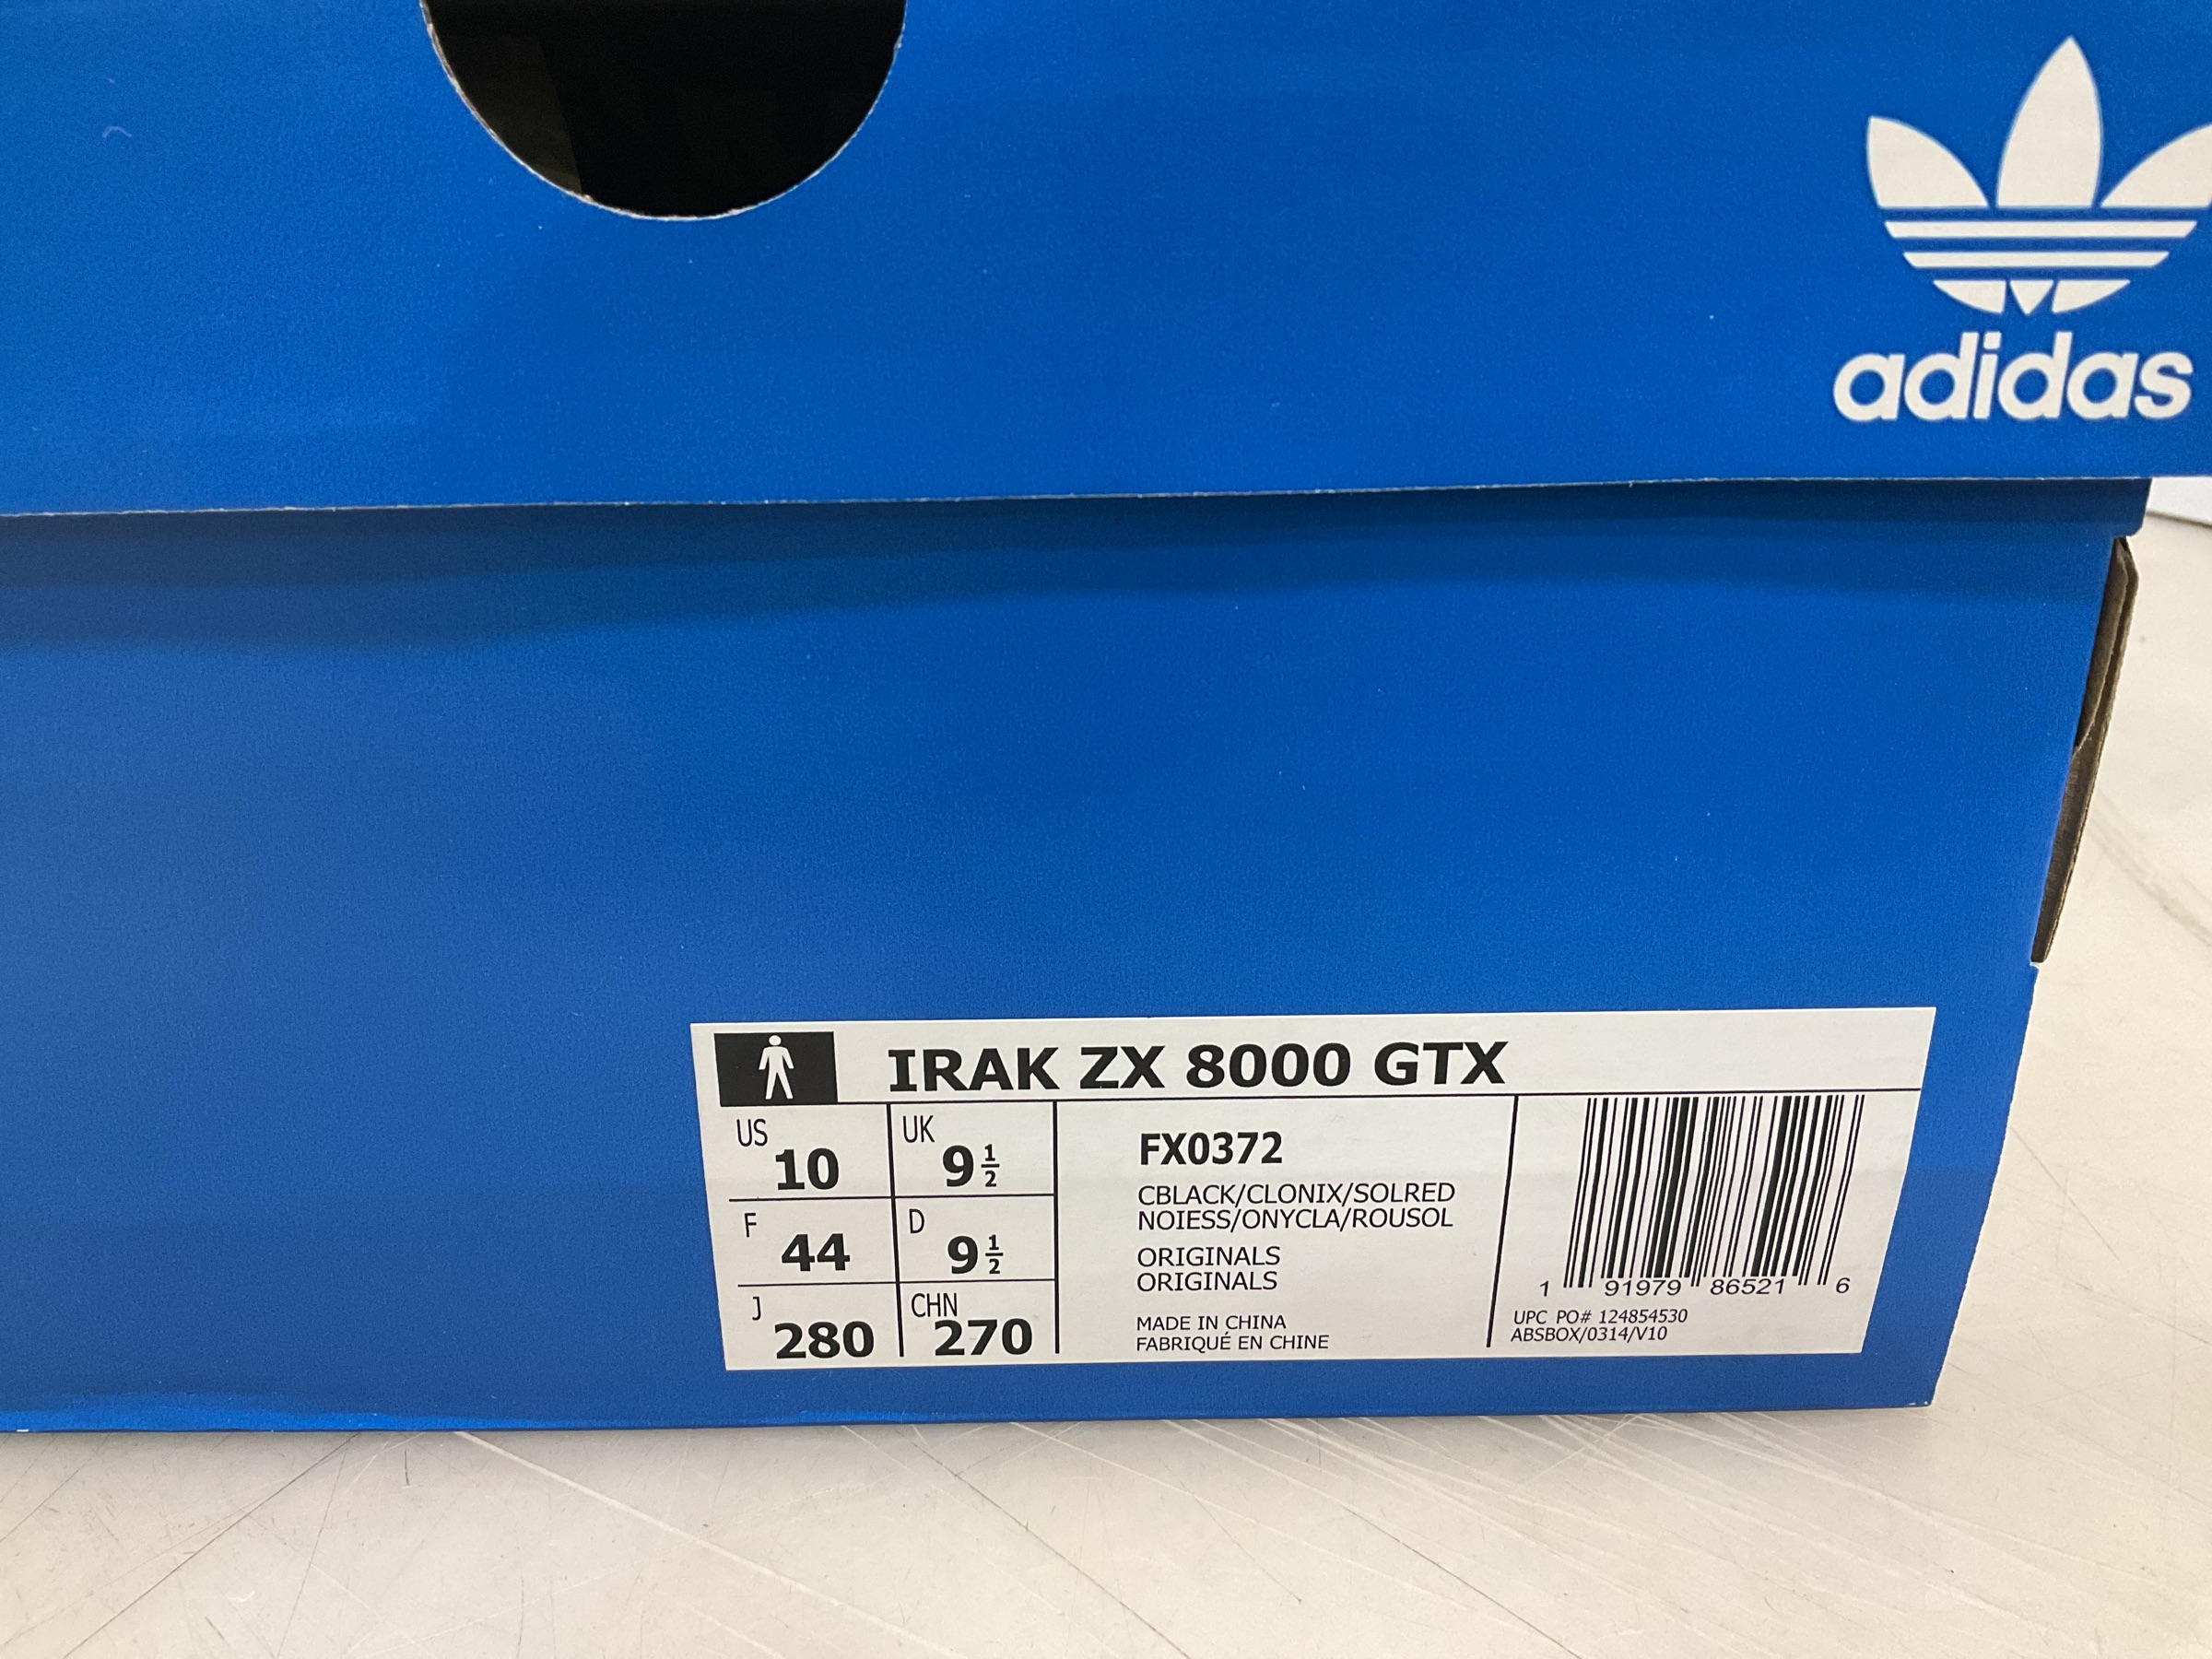 adidas
IRAK ZX 8000 GTX
US 10
UK 9 1/2
F 44
D 9 1/2
J 280
CHN 270
FX0372
CBLACK/CLONIX/SOLRED
NOIESS/ONYCLA/ROUSOL
ORIGINALS
ORIGINALS
MADE IN CHINA
FABRIQUÉ EN CHINE
1 91979 86521 6
UPC PO# 124854530
ABSBOX/0314/V10